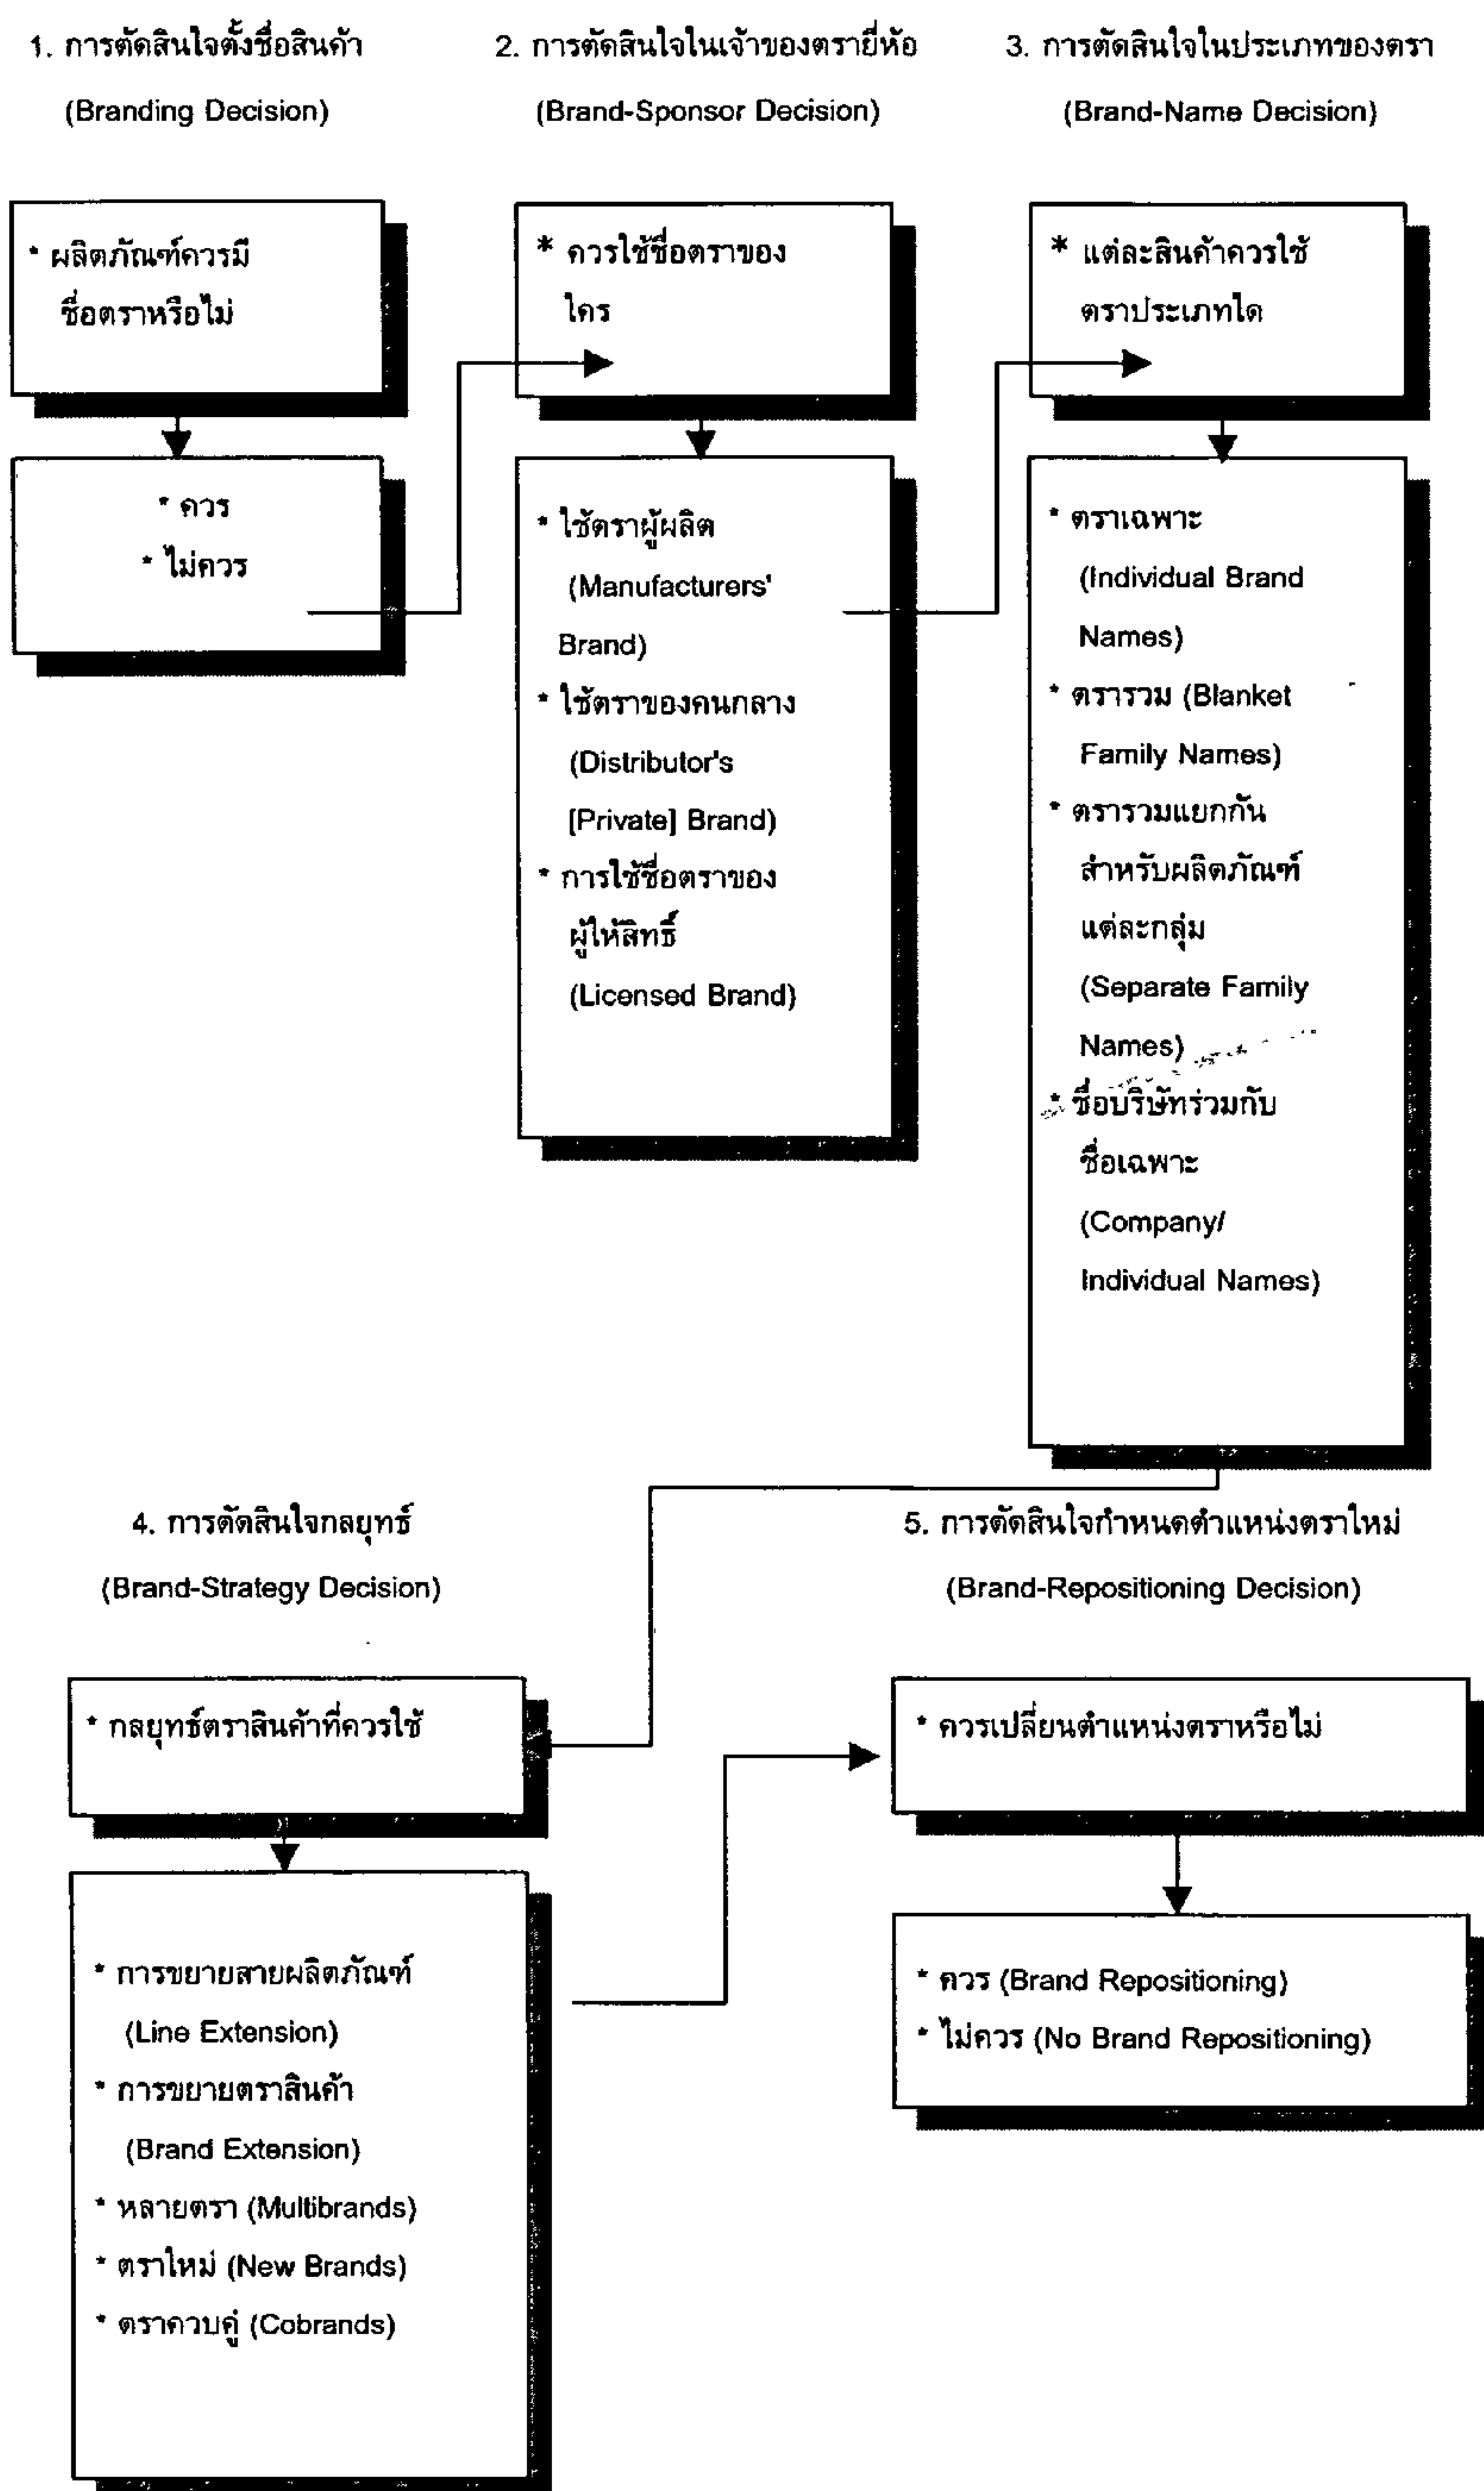 1. การตัดสินใจตั้งชื่อสินค้า
(Branding Decision)
* ผลิตภัณฑ์ควรมี
ชื่อตราหรือไม่
* ควร
* ไม่ควร
2. การตัดสินใจในเจ้าของตรายี่ห้อ
(Brand-Sponsor Decision)
* ควรใช้ชื่อตราของ
ใคร
* ใช้ตราผู้ผลิต
(Manufacturers'
Brand)
* ใช้ตราของคนกลาง
(Distributor's
[Private] Brand)
* การใช้ชื่อตราของ
ผู้ให้สิทธิ์
(Licensed Brand)
3. การตัดสินใจในประเภทของตรา
(Brand-Name Decision)
* แต่ละสินค้าควรใช้
ตราประเภทใด
* ตราเฉพาะ
(Individual Brand
Names)
* ตรารวม (Blanket
Family Names)
* ตรารวมแยกกัน
สำหรับผลิตภัณฑ์
แต่ละกลุ่ม
(Separate Family
Names)
* ชื่อบริษัทร่วมกับ
ชื่อเฉพาะ
(Company/
Individual Names)
4. การตัดสินใจกลยุทธ์
(Brand-Strategy Decision)
* กลยุทธ์ตราสินค้าที่ควรใช้
* การขยายสายผลิตภัณฑ์
(Line Extension)
* การขยายตราสินค้า
(Brand Extension)
* หลายตรา (Multibrands)
* ตราใหม่ (New Brands)
* ตราควบคู่ (Cobrands)
5. การตัดสินใจกำหนดตำแหน่งตราใหม่
(Brand-Repositioning Decision)
* ควรเปลี่ยนตำแหน่งตราหรือไม่
* ควร (Brand Repositioning)
* ไม่ควร (No Brand Repositioning)